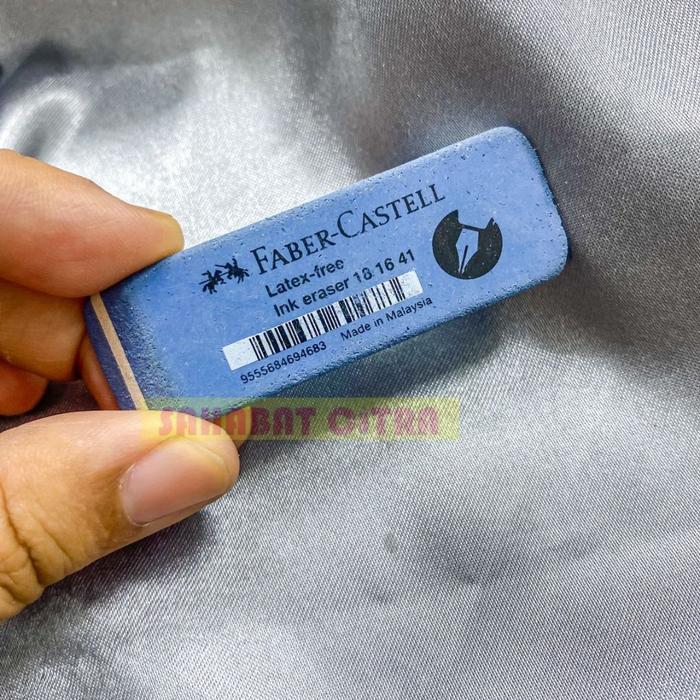 FABER-CASTELL
Latex-free
Ink eraser 18 16 41
9555684694683 Made in Malaysia
SAHABAT CITRA